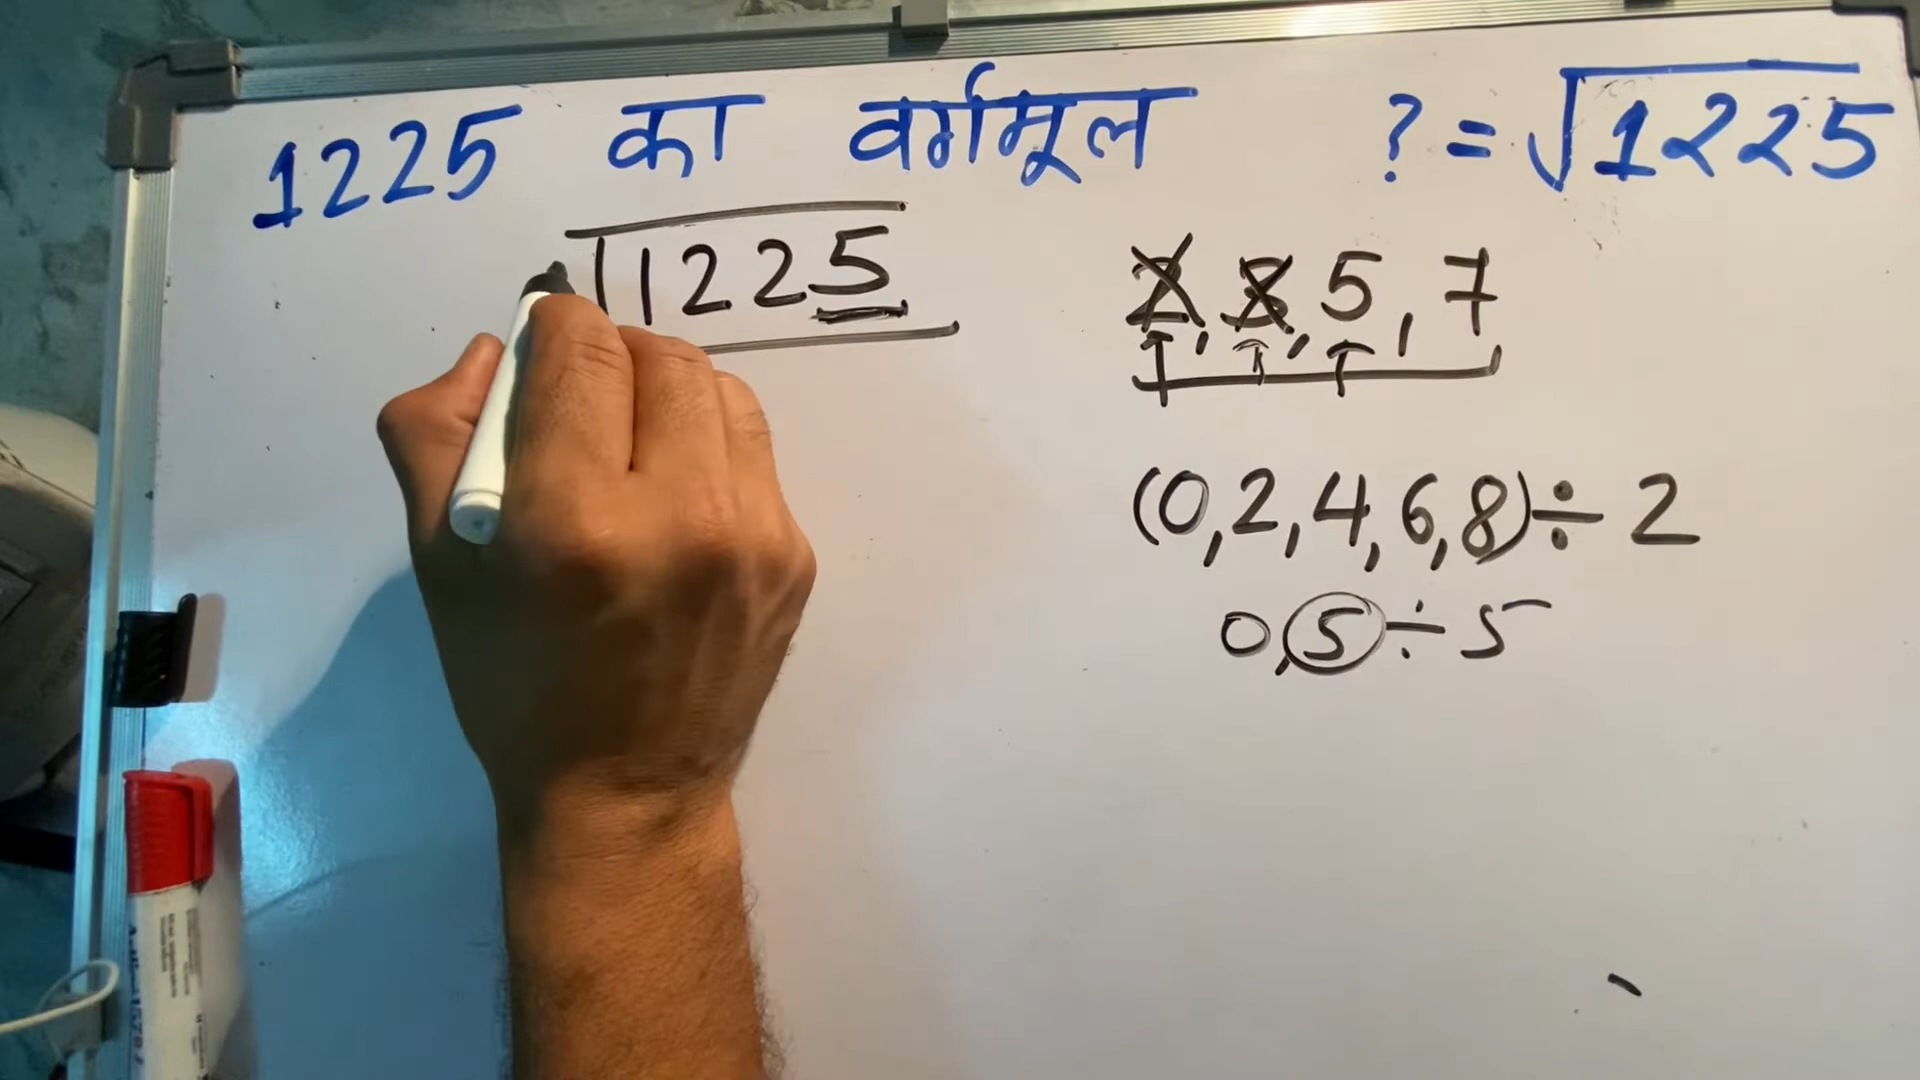 1225 का वर्गमूल ? = √1225
1225
2, 3, 5, 7
(0,2,4,6,8) ÷ 2
0,5 ÷ 5